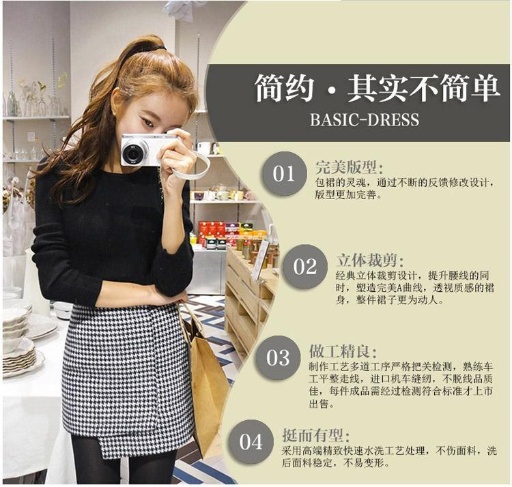 简约·其实不简单
BASIC-DRESS
01
完美版型：
包裙的灵魂，通过不断的反馈修改设计，
版型更加完善。
02
立体裁剪：
经典立体裁剪设计，提升腰线的同
时，塑造完美A曲线，透视质感的裙
身，整件裙子更为动人。
03
做工精良：
制作工艺多道工序严格把关检测，熟练车
工平整走线，进口机车缝纫，不脱线品质
佳，每件成品需经过检测符合标准才上市
出售。
04
挺而有型：
采用高端精致快速水洗工艺处理，不伤面料，洗
后面料稳定，不易变形。